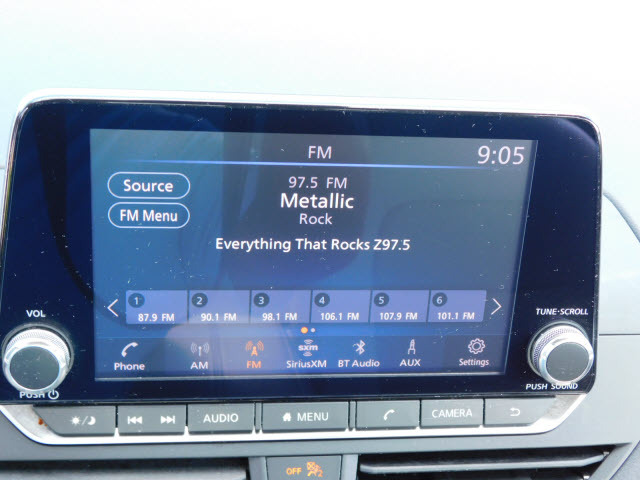 FM
9:05
Source
97.5 FM
Metallic
FM Menu
Rock
Everything That Rocks Z97.5
1 2 3 4 5 6
87.9 FM 90.1 FM 98.1 FM 106.1 FM 107.9 FM 101.1 FM
VOL
TUNE·SCROLL
sxm
Phone AM FM SiriusXM BT Audio AUX Settings
PUSH
PUSH SOUND
AUDIO MENU CAMERA
OFF 2